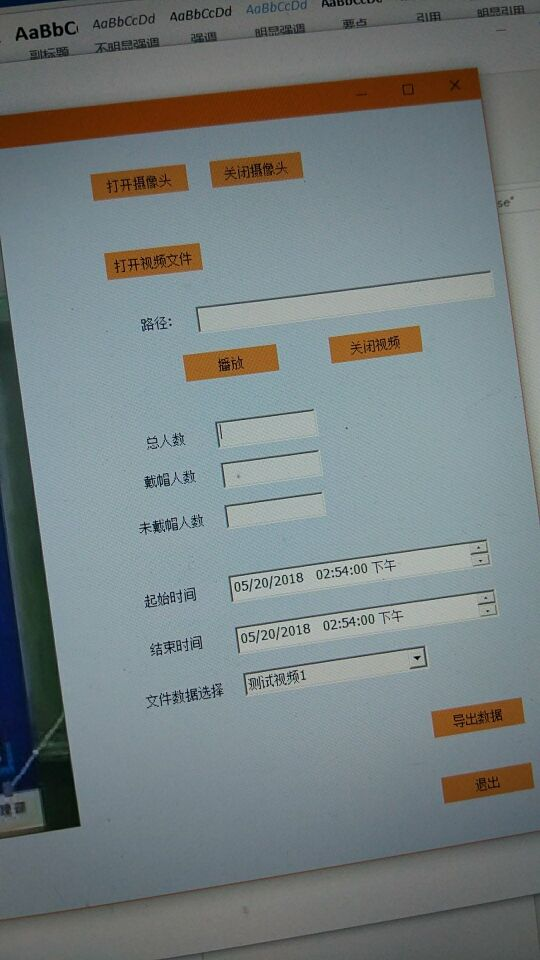 AaBbC AaBbCcDd AaBbCcDd AaBbCcDd AaBbCcDd
副标题 不明显强调 强调 明显强调 要点 引用 明显引用
打开摄像头 关闭摄像头
se"
打开视频文件
路径：
播放 关闭视频
总人数
戴帽人数
未戴帽人数
起始时间 05/20/2018 02:54:00 下午
结束时间 05/20/2018 02:54:00 下午
文件数据选择 测试视频1
导出数据
退出